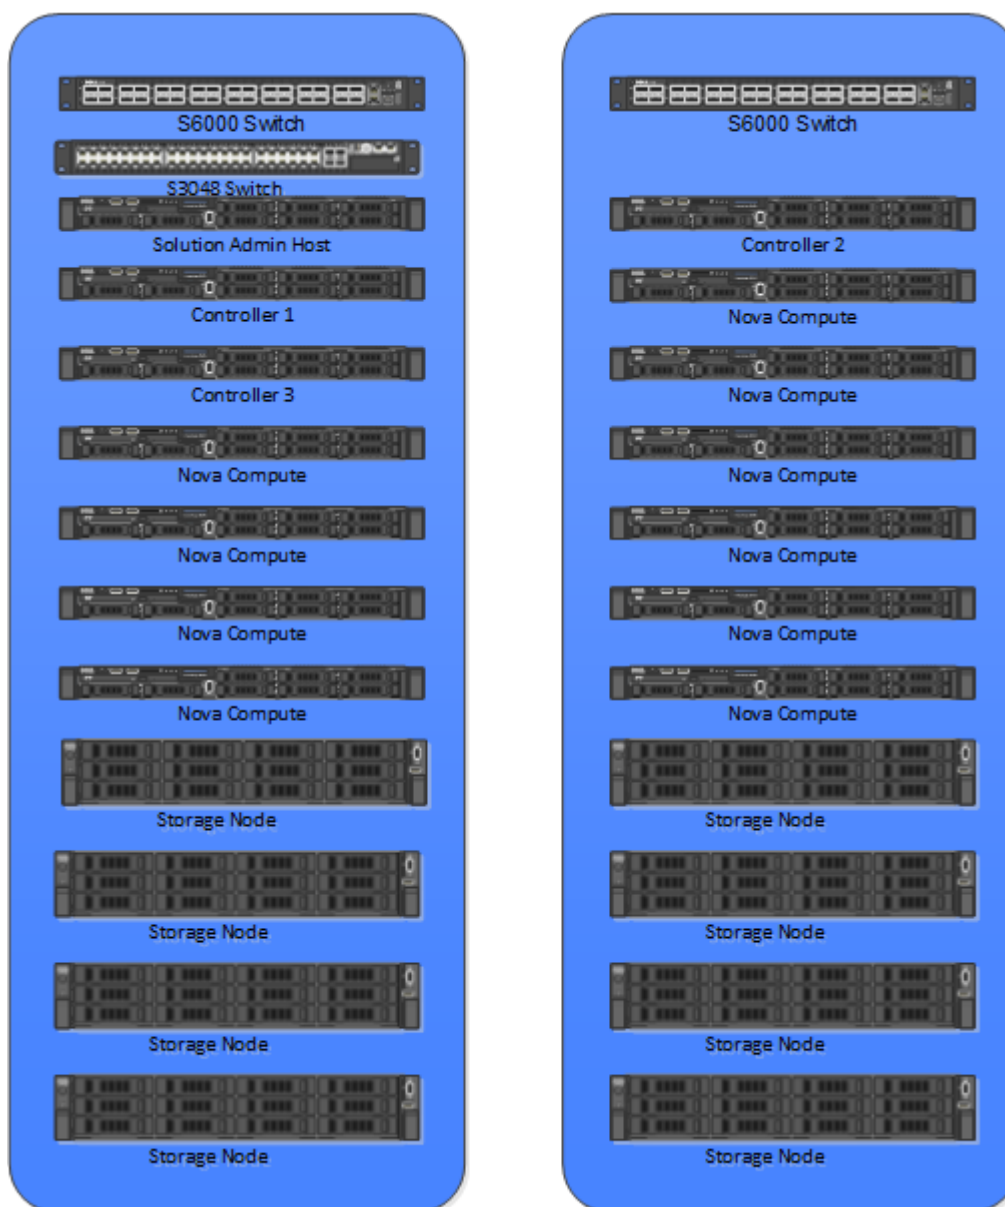 S6000 Switch
S3048 Switch
Solution Admin Host
Controller 1
Controller 3
Nova Compute
Nova Compute
Nova Compute
Nova Compute
Storage Node
Storage Node
Storage Node
Storage Node
S6000 Switch
Controller 2
Nova Compute
Nova Compute
Nova Compute
Nova Compute
Nova Compute
Nova Compute
Storage Node
Storage Node
Storage Node
Storage Node